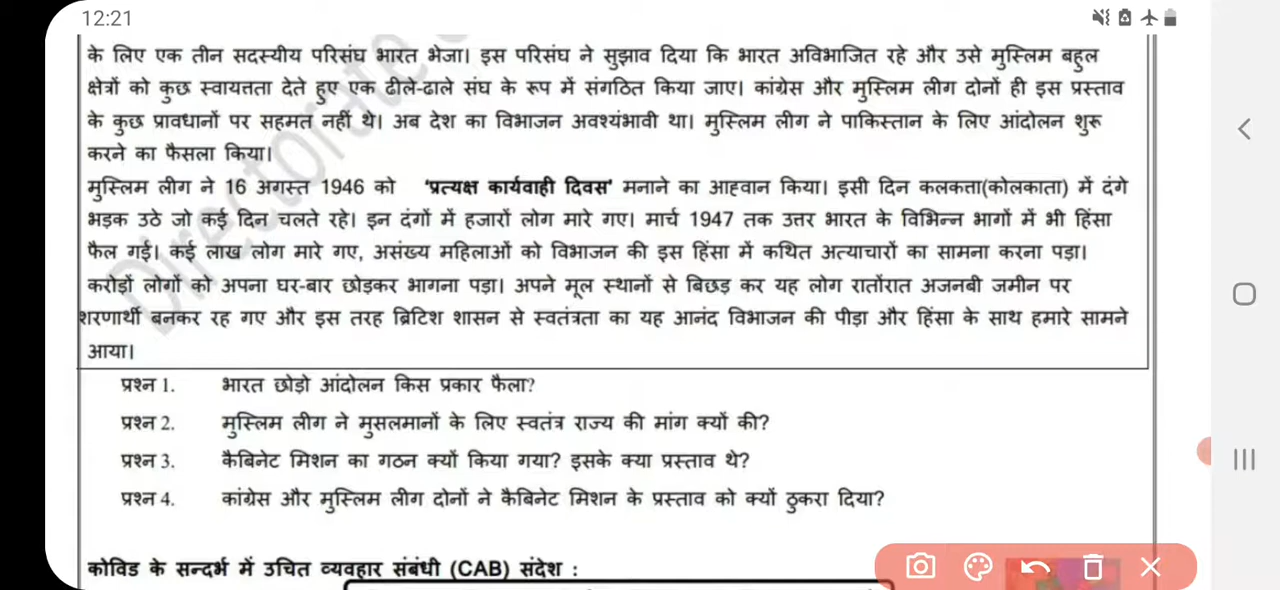 12:21
के लिए एक तीन सदस्यीय परिसंघ भारत भेजा। इस परिसंघ ने सुझाव दिया कि भारत अविभाजित रहे और उसे मुस्लिम बहुल
क्षेत्रों को कुछ स्वायत्तता देते हुए एक ढीले-ढाले संघ के रूप में संगठित किया जाए। कांग्रेस और मुस्लिम लीग दोनों ही इस प्रस्ताव
के कुछ प्रावधानों पर सहमत नहीं थे। अब देश का विभाजन अवश्यंभावी था। मुस्लिम लीग ने पाकिस्तान के लिए आंदोलन शुरू
करने का फैसला किया।
मुस्लिम लीग ने 16 अगस्त 1946 को 'प्रत्यक्ष कार्यवाही दिवस' मनाने का आह्वान किया। इसी दिन कलकत्ता(कोलकाता) में दंगे
भड़क उठे जो कई दिन चलते रहे। इन दंगों में हजारों लोग मारे गए। मार्च 1947 तक उत्तर भारत के विभिन्न भागों में भी हिंसा
फैल गई। कई लाख लोग मारे गए, असंख्य महिलाओं को विभाजन की इस हिंसा में कथित अत्याचारों का सामना करना पड़ा।
करोड़ों लोगों को अपना घर-बार छोड़कर भागना पड़ा। अपने मूल स्थानों से बिछड़ कर यह लोग रातोंरात अजनबी जमीन पर
शरणार्थी बनकर रह गए और इस तरह ब्रिटिश शासन से स्वतंत्रता का यह आनंद विभाजन की पीड़ा और हिंसा के साथ हमारे सामने
आया।
प्रश्न 1. भारत छोड़ो आंदोलन किस प्रकार फैला?
प्रश्न 2. मुस्लिम लीग ने मुसलमानों के लिए स्वतंत्र राज्य की मांग क्यों की?
प्रश्न 3. कैबिनेट मिशन का गठन क्यों किया गया? इसके क्या प्रस्ताव थे?
प्रश्न 4. कांग्रेस और मुस्लिम लीग दोनों ने कैबिनेट मिशन के प्रस्ताव को क्यों ठुकरा दिया?
कोविड के सन्दर्भ में उचित व्यवहार संबंधी (CAB) संदेश :
Directorate